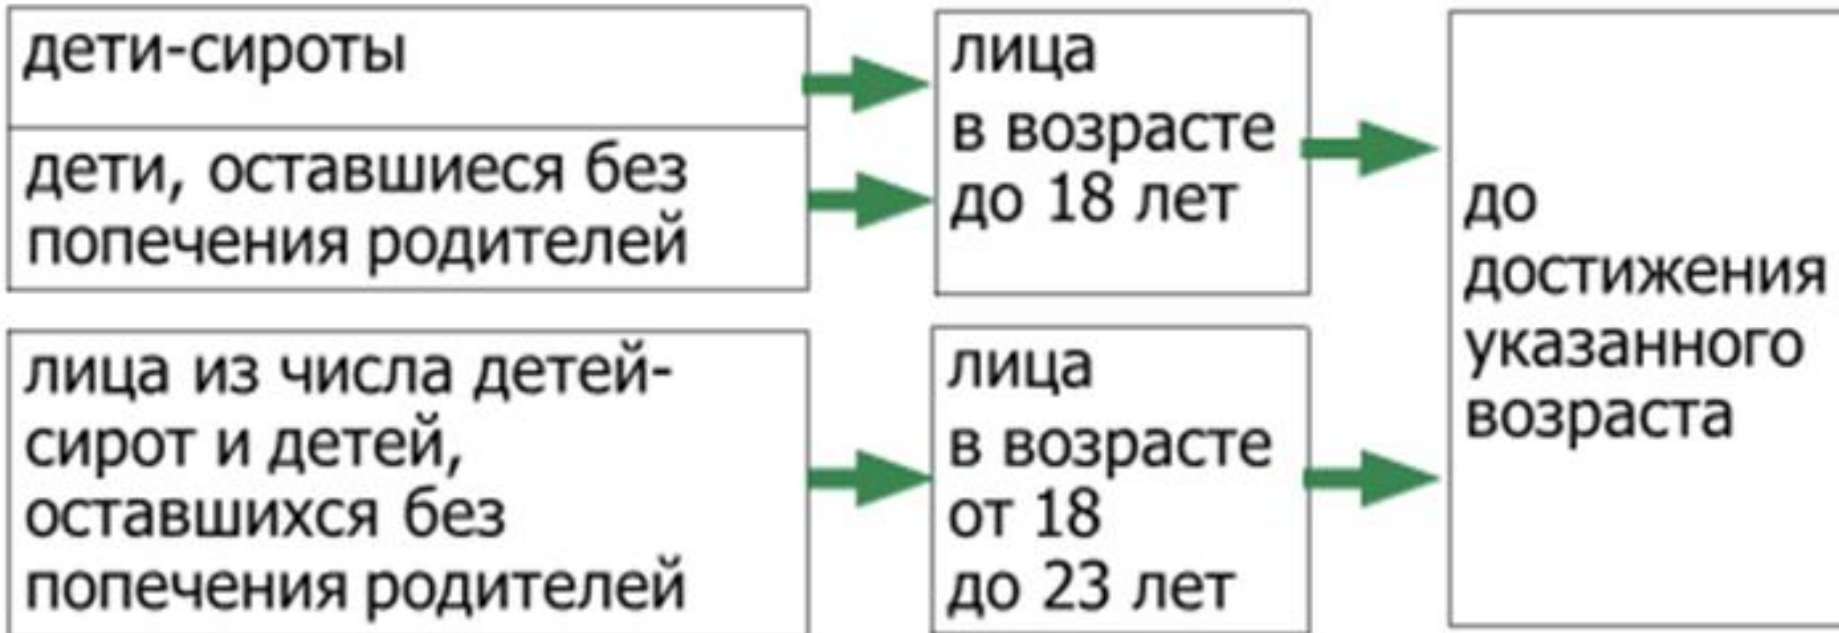 дети-сироты
дети, оставшиеся без
попечения родителей
лица
в возрасте
до 18 лет
лица из числа детей-
сирот и детей,
оставшихся без
попечения родителей
лица
в возрасте
от 18
до 23 лет
до
достижения
указанного
возраста